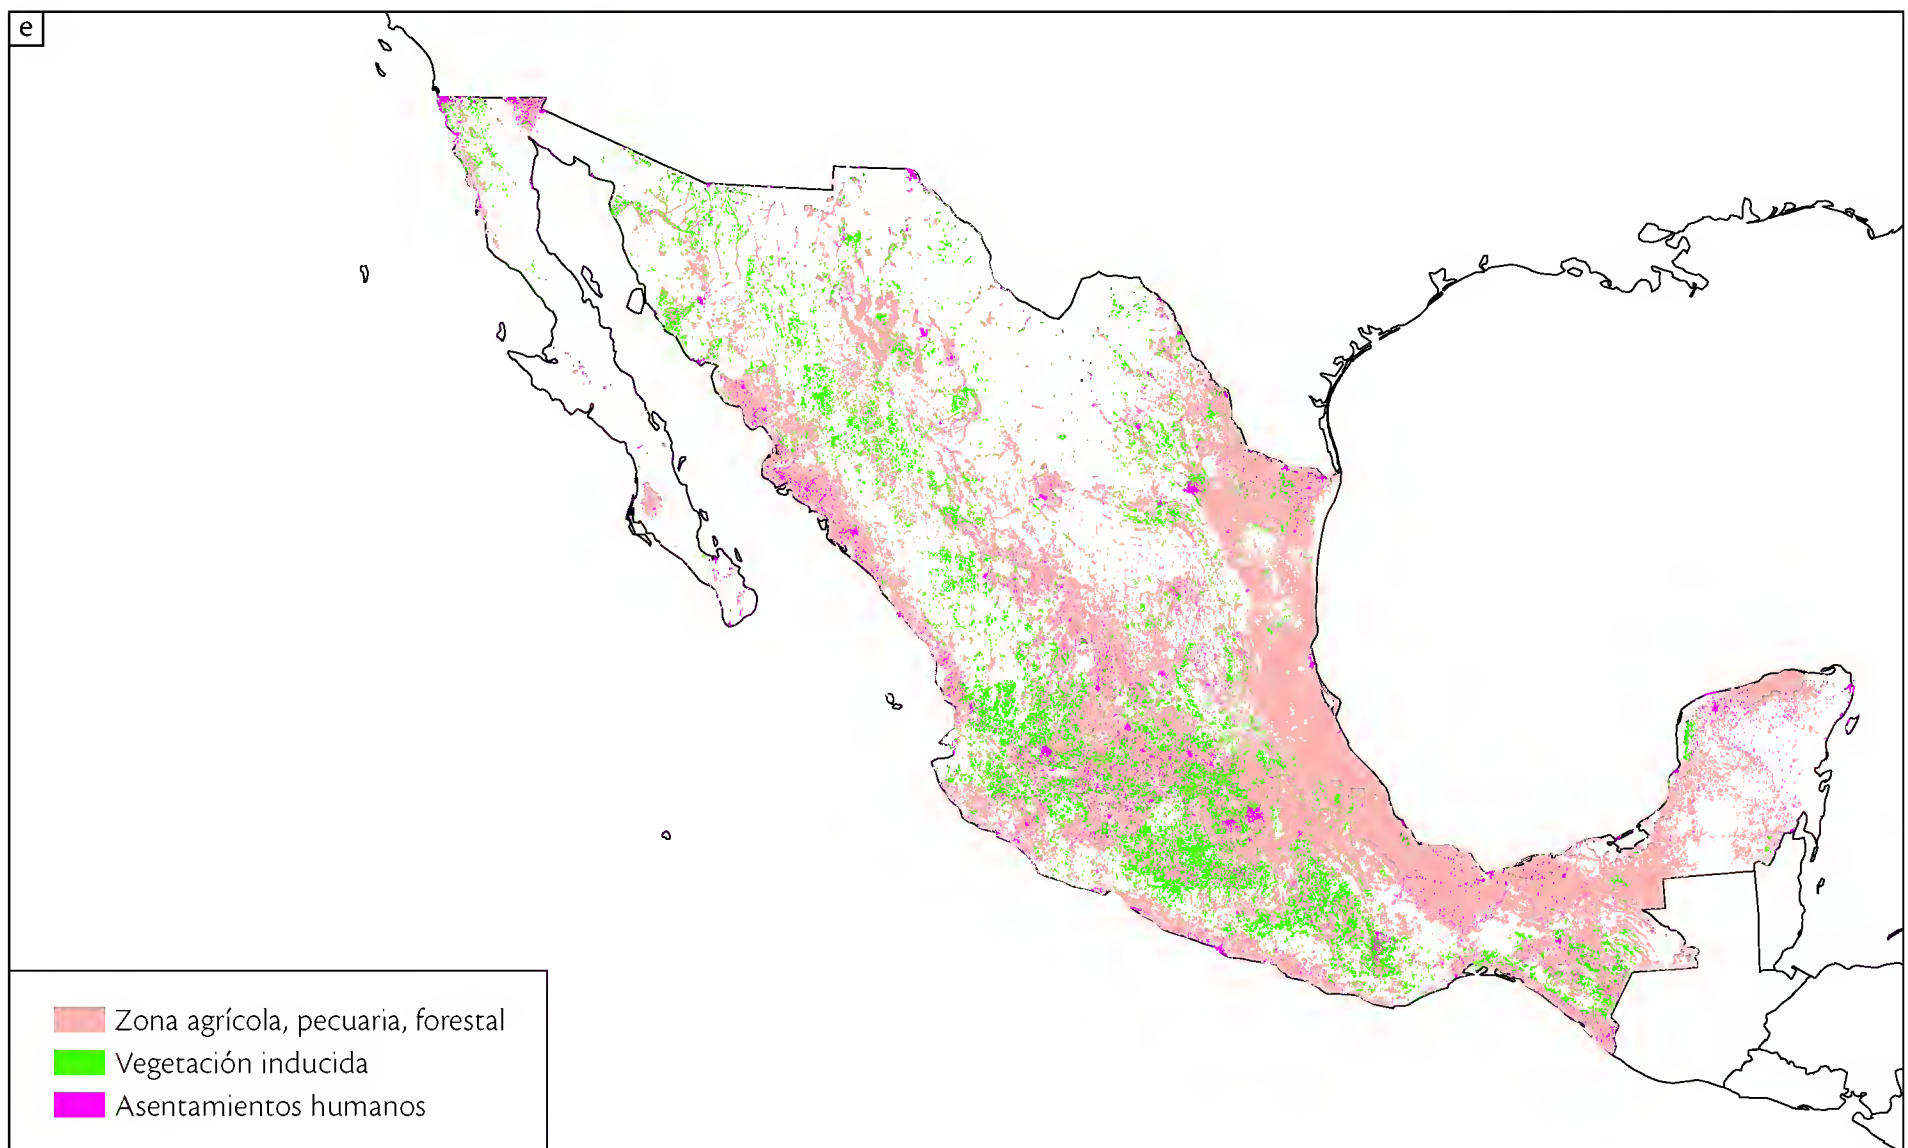 e
Zona agrícola, pecuaria, forestal
Vegetación inducida
Asentamientos humanos